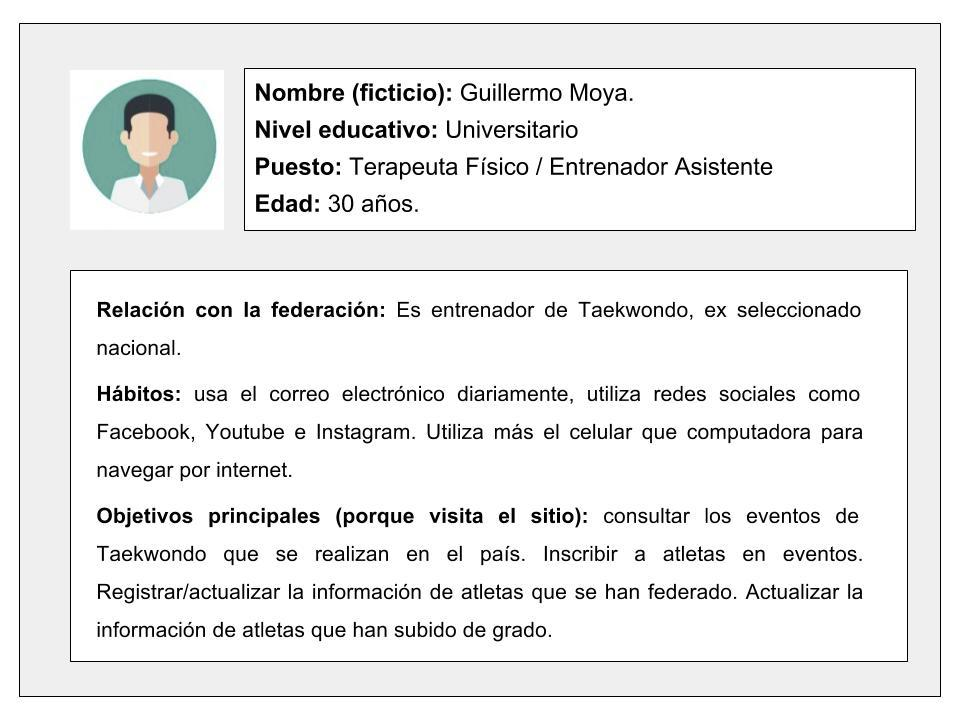 Nombre (ficticio): Guillermo Moya.
Nivel educativo: Universitario
Puesto: Terapeuta Físico / Entrenador Asistente
Edad: 30 años.
Relación con la federación: Es entrenador de Taekwondo, ex seleccionado
nacional.
Hábitos: usa el correo electrónico diariamente, utiliza redes sociales como
Facebook, Youtube e Instagram. Utiliza más el celular que computadora para
navegar por internet.
Objetivos principales (porque visita el sitio): consultar los eventos de
Taekwondo que se realizan en el país. Inscribir a atletas en eventos.
Registrar/actualizar la información de atletas que se han federado. Actualizar la
información de atletas que han subido de grado.